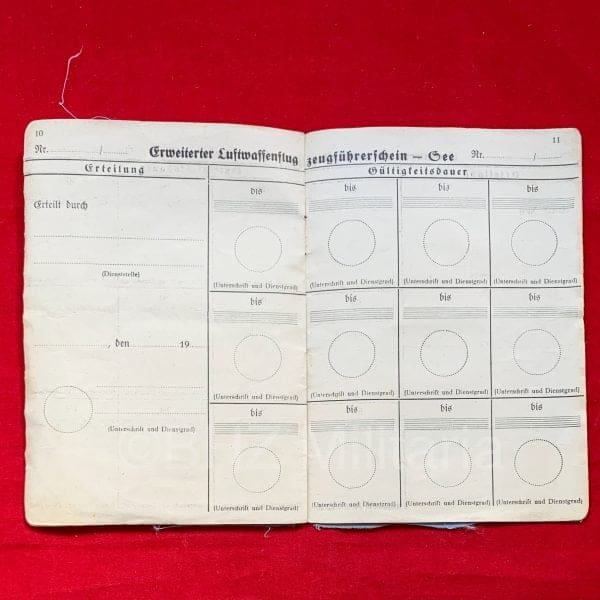 10
11
Nr. /
Erweiterter Luftwaffenflugzeugführerschein — See
Nr. /
Erteilung
Gültigkeitsdauer
Erteilt durch
(Dienststelle)
, den 19
(Unterschrift und Dienstgrad)
bis
bis
bis
bis
(Unterschrift und Dienstgrad)
(Unterschrift und Dienstgrad)
(Unterschrift und Dienstgrad)
(Unterschrift und Dienstgrad)
bis
bis
bis
bis
(Unterschrift und Dienstgrad)
(Unterschrift und Dienstgrad)
(Unterschrift und Dienstgrad)
(Unterschrift und Dienstgrad)
bis
bis
bis
bis
(Unterschrift und Dienstgrad)
(Unterschrift und Dienstgrad)
(Unterschrift und Dienstgrad)
(Unterschrift und Dienstgrad)
Militaria